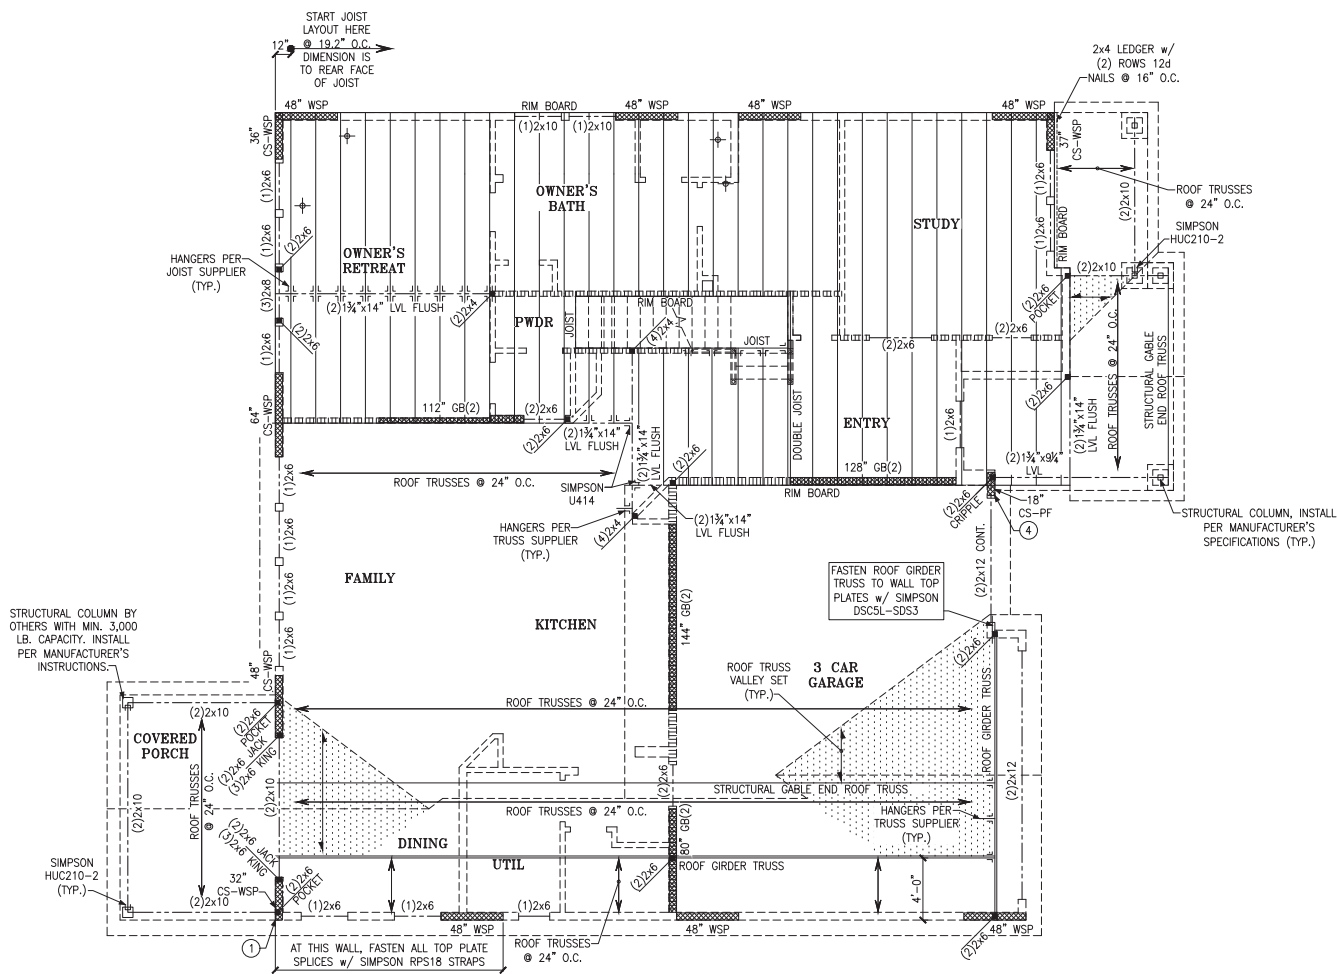 START JOIST
LAYOUT HERE
@ 19.2" O.C.
DIMENSION IS
TO REAR FACE
OF JOIST
12"
2x4 LEDGER w/
(2) ROWS 12d
NAILS @ 16" O.C.
48" WSP
RIM BOARD
48" WSP
48" WSP
48" WSP
(1)2x10
(1)2x10
36"
CS-WSP
37"
CS-WSP
(1)2x6
(1)2x6
(2)2x6
(1)2x6
(1)2x6
RIM BOARD
(2)2x10
ROOF TRUSSES
@ 24" O.C.
SIMPSON
HUC210-2
OWNER'S
BATH
STUDY
OWNER'S
RETREAT
HANGERS PER
JOIST SUPPLIER
(TYP.)
(3)2x8
(2)1¾"x14" LVL FLUSH
(2)2x4
(2)2x6
(1)2x6
RIM BOARD
PWDR
JOIST
(4)2x4
JOIST
(2)2x6
(2)2x6
(2)2x10
(2)2x6
POCKET
ROOF TRUSSES @ 24" O.C.
STRUCTURAL GABLE
END ROOF TRUSS
(2)2x6
(2)1¾"x14"
LVL FLUSH
64"
CS-WSP
112" GB(2)
(2)2x6
(2)2x6
(2)1¾"x14"
LVL FLUSH
(2)1¾"x14"
LVL FLUSH
(2)2x6
DOUBLE JOIST
ENTRY
(1)2x6
128" GB(2)
RIM BOARD
(2)1¾"x9¼"
LVL
(2)2x6
CRIPPLE
18"
CS-PF
4
STRUCTURAL COLUMN, INSTALL
PER MANUFACTURER'S
SPECIFICATIONS (TYP.)
ROOF TRUSSES @ 24" O.C.
SIMPSON
U414
HANGERS PER
TRUSS SUPPLIER
(TYP.)
(4)2x4
(2)1¾"x14"
LVL FLUSH
(1)2x6
(1)2x6
(1)2x6
(1)2x6
FAMILY
KITCHEN
144" GB(2)
(2)2x12 CONT.
FASTEN ROOF GIRDER
TRUSS TO WALL TOP
PLATES w/ SIMPSON
DSC5L-SDS3
STRUCTURAL COLUMN BY
OTHERS WITH MIN. 3,000
LB. CAPACITY. INSTALL
PER MANUFACTURER'S
INSTRUCTIONS.
48"
CS-WSP
(2)2x6
ROOF TRUSS
VALLEY SET
(TYP.)
3 CAR
GARAGE
ROOF GIRDER TRUSS
(2)2x12
ROOF TRUSSES @ 24" O.C.
(2)2x10
(2)2x6
POCKET
(2)2x6 JACK
(3)2x6 KING
COVERED
PORCH
ROOF TRUSSES
@ 24" O.C.
(2)2x10
(2)2x10
(2)2x6
STRUCTURAL GABLE END ROOF TRUSS
ROOF TRUSSES @ 24" O.C.
HANGERS PER
TRUSS SUPPLIER
(TYP.)
(2)2x6 JACK
(3)2x6 KING
DINING
UTIL
80" GB(2)
(2)2x6
ROOF GIRDER TRUSS
SIMPSON
HUC210-2
(TYP.)
32"
CS-WSP
(2)2x6
POCKET
(2)2x10
4'-0"
(1)2x6
(1)2x6
(1)2x6
1
48" WSP
48" WSP
48" WSP
(2)2x6
AT THIS WALL, FASTEN ALL TOP PLATE
SPLICES w/ SIMPSON RPS18 STRAPS
ROOF TRUSSES
@ 24" O.C.